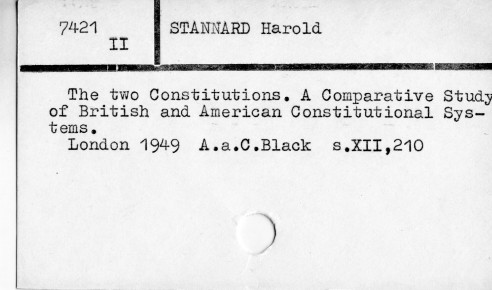 7421
II
STANNARD Harold
The two Constitutions. A Comparative Study
of British and American Constitutional Sys-
tems.
London 1949 A.a.C.Black s.XII,210